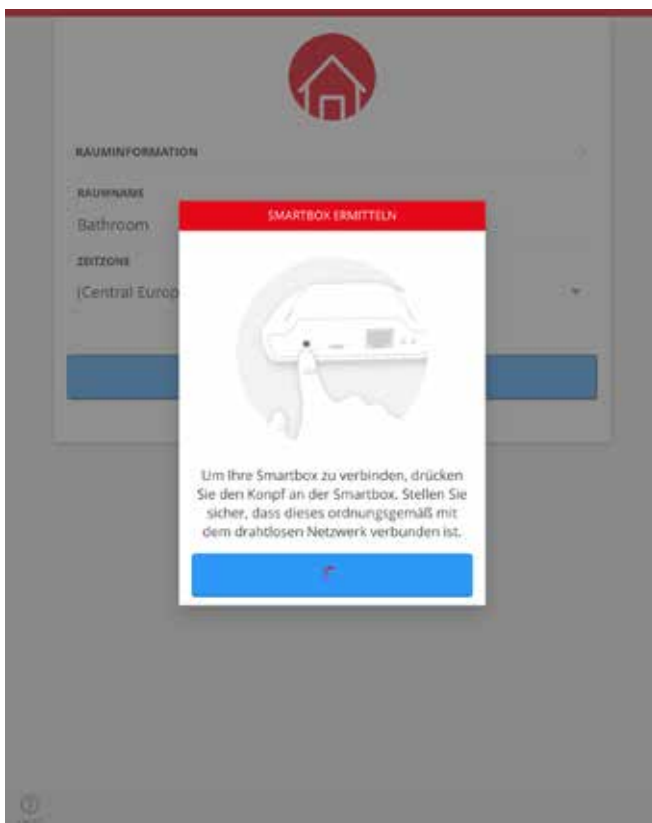 RAUMINFORMATION
RAUMNAME
Bathroom
SMARTBOX ERMITTELN
ZEITZONE
(Central Europ
Um Ihre Smartbox zu verbinden, drücken
Sie den Konpf an der Smartbox. Stellen Sie
sicher, dass dieses ordnungsgemäß mit
dem drahtlosen Netzwerk verbunden ist.